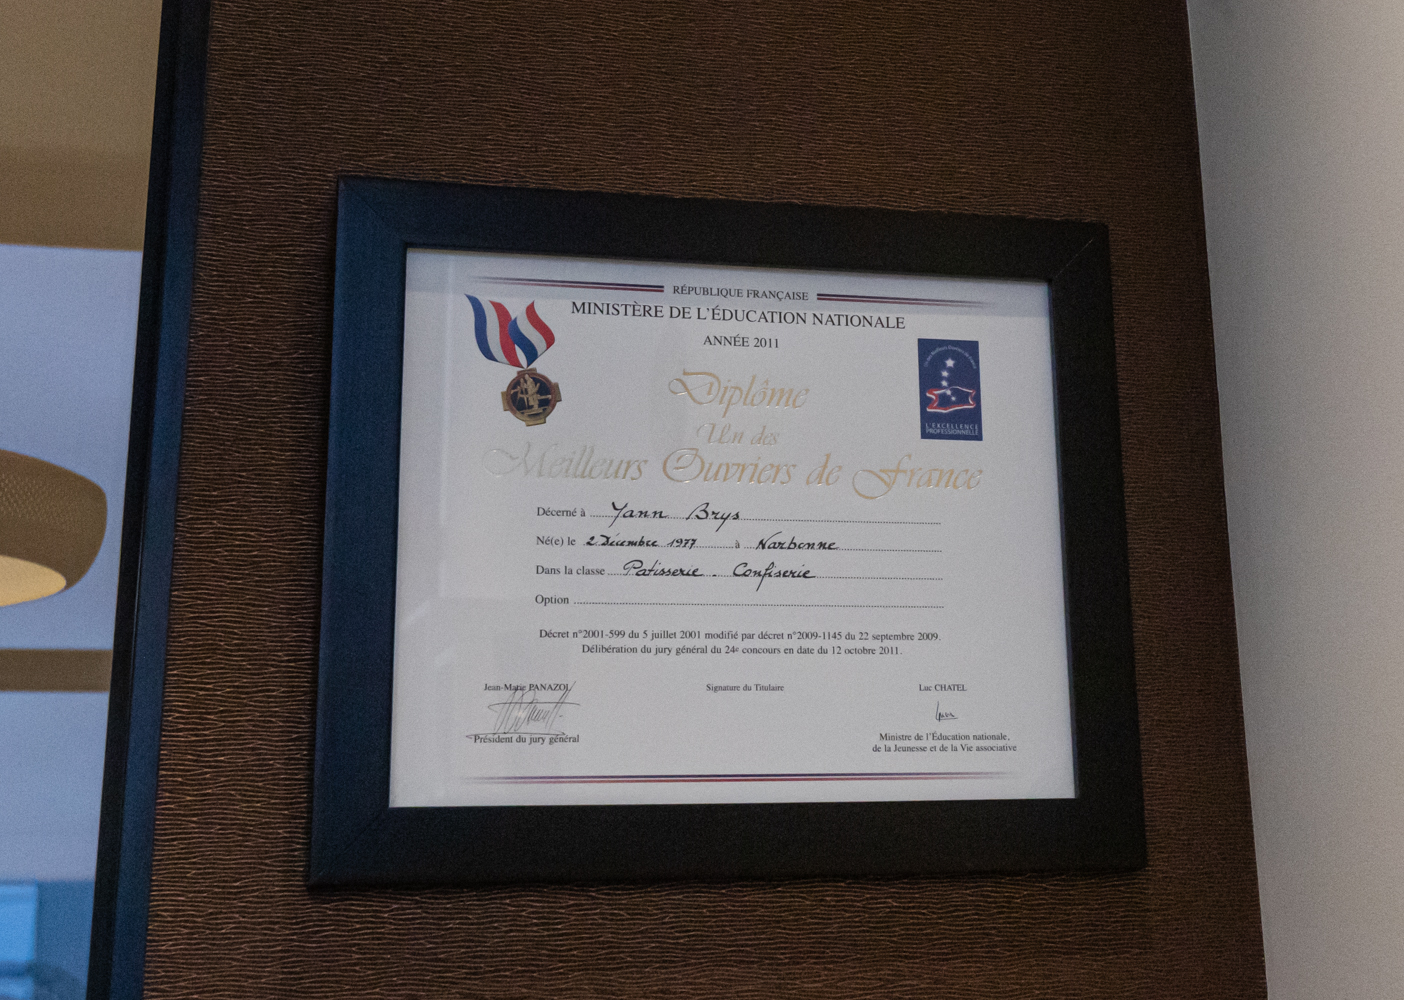 RÉPUBLIQUE FRANÇAISE
MINISTÈRE DE L'ÉDUCATION NATIONALE
ANNÉE 2011
Diplôme
Un des
Meilleurs Ouvriers de France
L'EXCELLENCE
PROFESSIONNELLE
Décerné à Yann Brys
Né(e) le 2 Décembre 1977 à Narbonne
Dans la classe Patisserie - Confiserie
Option
Décret n°2001-599 du 5 juillet 2001 modifié par décret n°2009-1145 du 22 septembre 2009.
Délibération du jury général du 24e concours en date du 12 octobre 2011.
Jean-Marie PANAZOL
Président du jury général
Signature du Titulaire
Luc CHATEL
Ministre de l'Éducation nationale,
de la Jeunesse et de la Vie associative